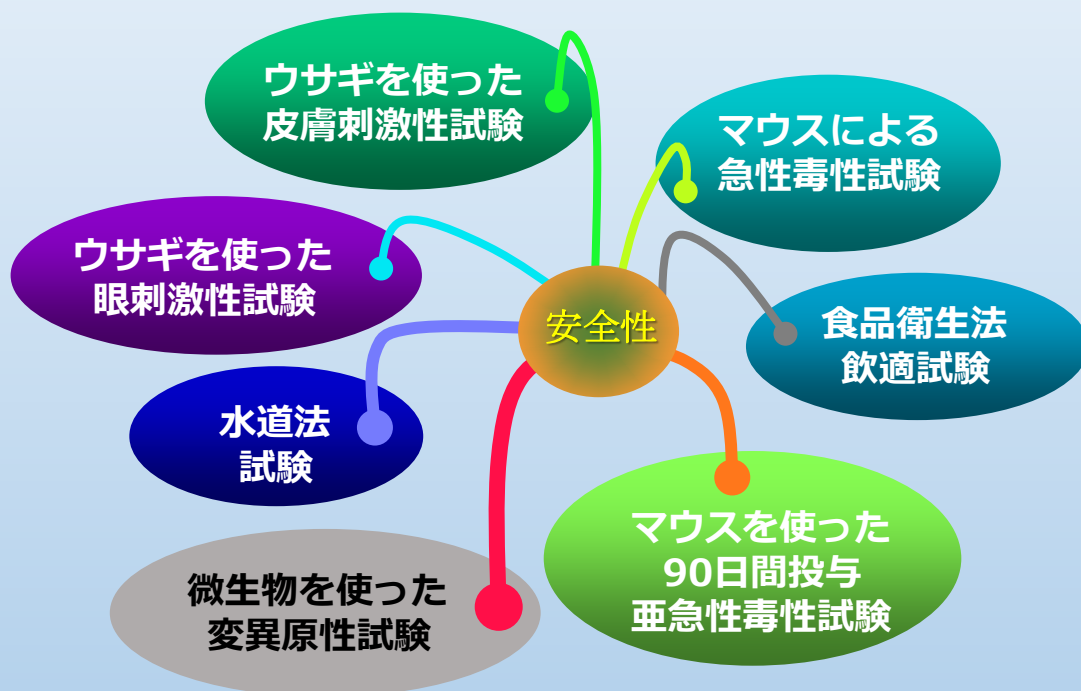 ウサギを使った
皮膚刺激性試験
マウスによる
急性毒性試験
ウサギを使った
眼刺激性試験
安全性
食品衛生法
飲適試験
水道法
試験
マウスを使った
90日間投与
亜急性毒性試験
微生物を使った
変異原性試験